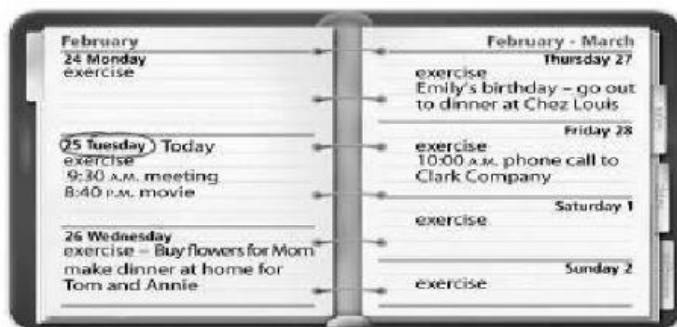 February
24 Monday
exercise
25 Tuesday Today
exercise
9:30 A.M. meeting
8:40 P.M. movie
26 Wednesday
exercise – Buy flowers for Mom
make dinner at home for
Tom and Annie
February - March
Thursday 27
exercise
Emily's birthday – go out
to dinner at Chez Louis
Friday 28
exercise
10:00 A.M. phone call to
Clark Company
Saturday 1
exercise
Sunday 2
exercise